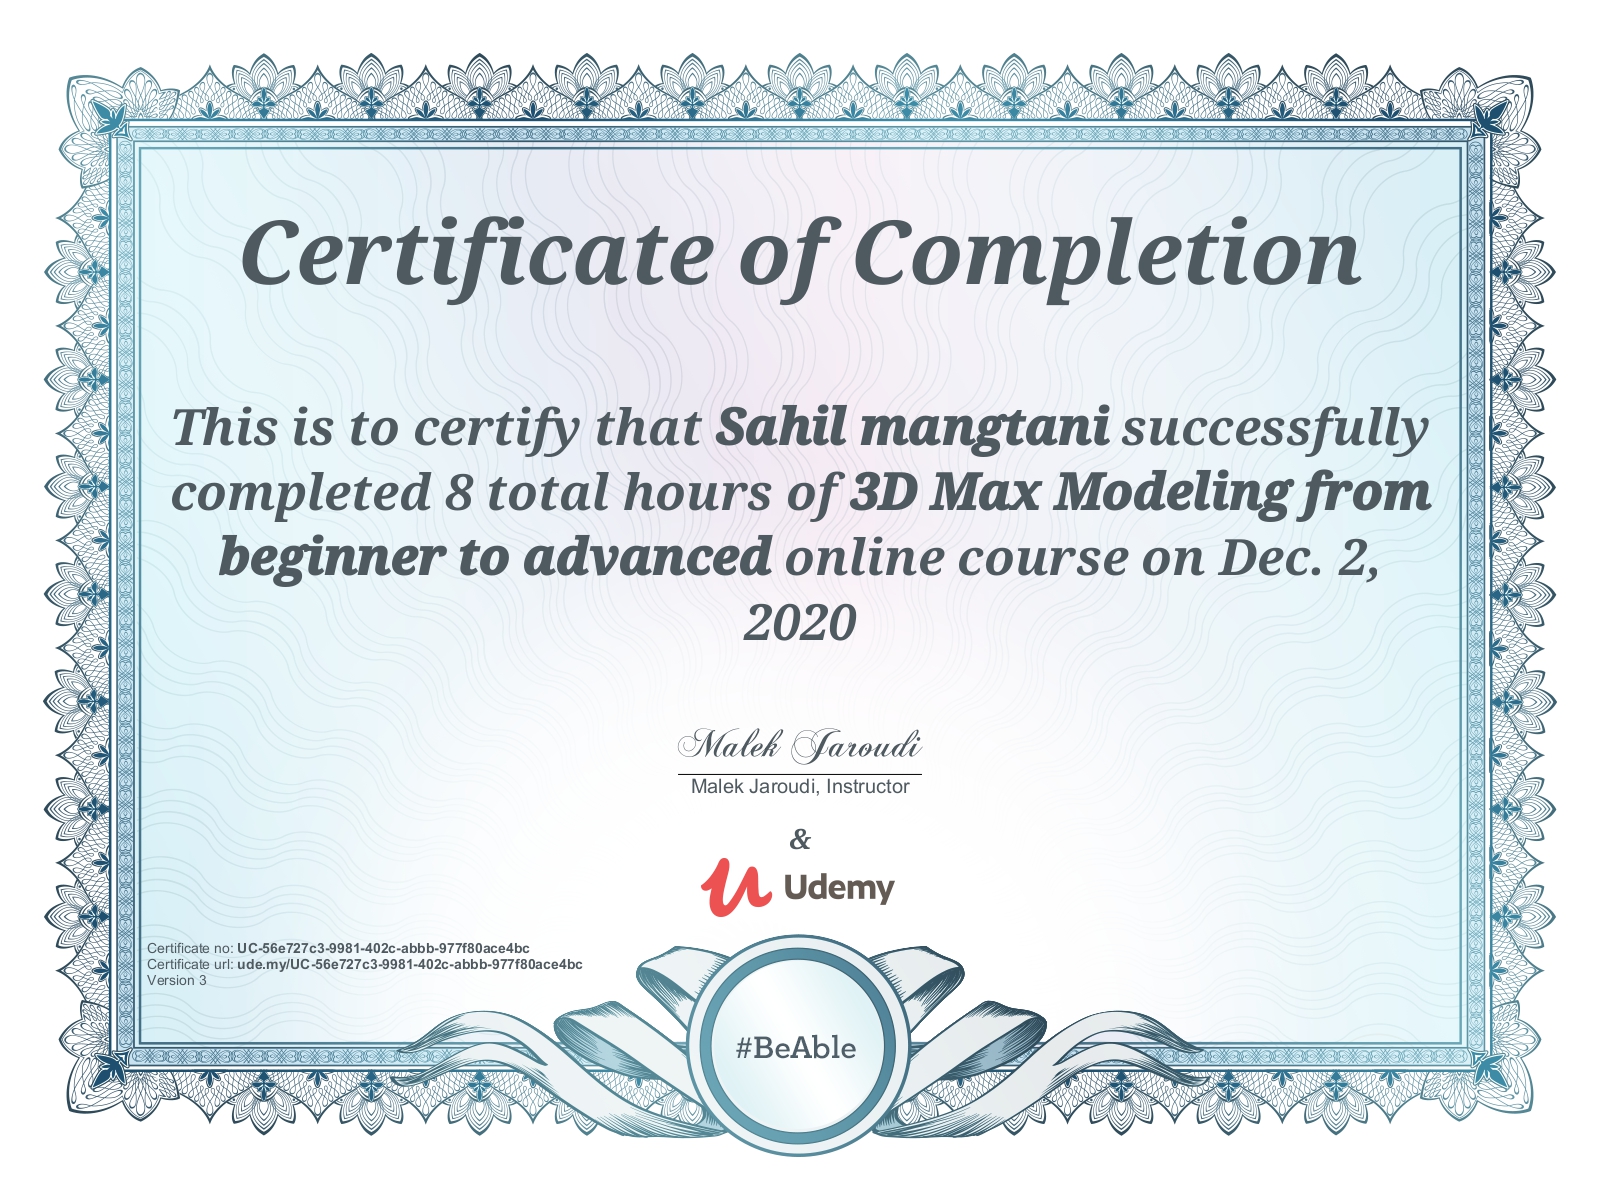 Certificate of Completion
This is to certify that Sahil mangtani successfully
completed 8 total hours of 3D Max Modeling from
beginner to advanced online course on Dec. 2,
2020
Malek Jaroudi
Malek Jaroudi, Instructor
&
Udemy
Certificate no: UC-56e727c3-9981-402c-abbb-977f80ace4bc
Certificate url: ude.my/UC-56e727c3-9981-402c-abbb-977f80ace4bc
Version 3
#BeAble